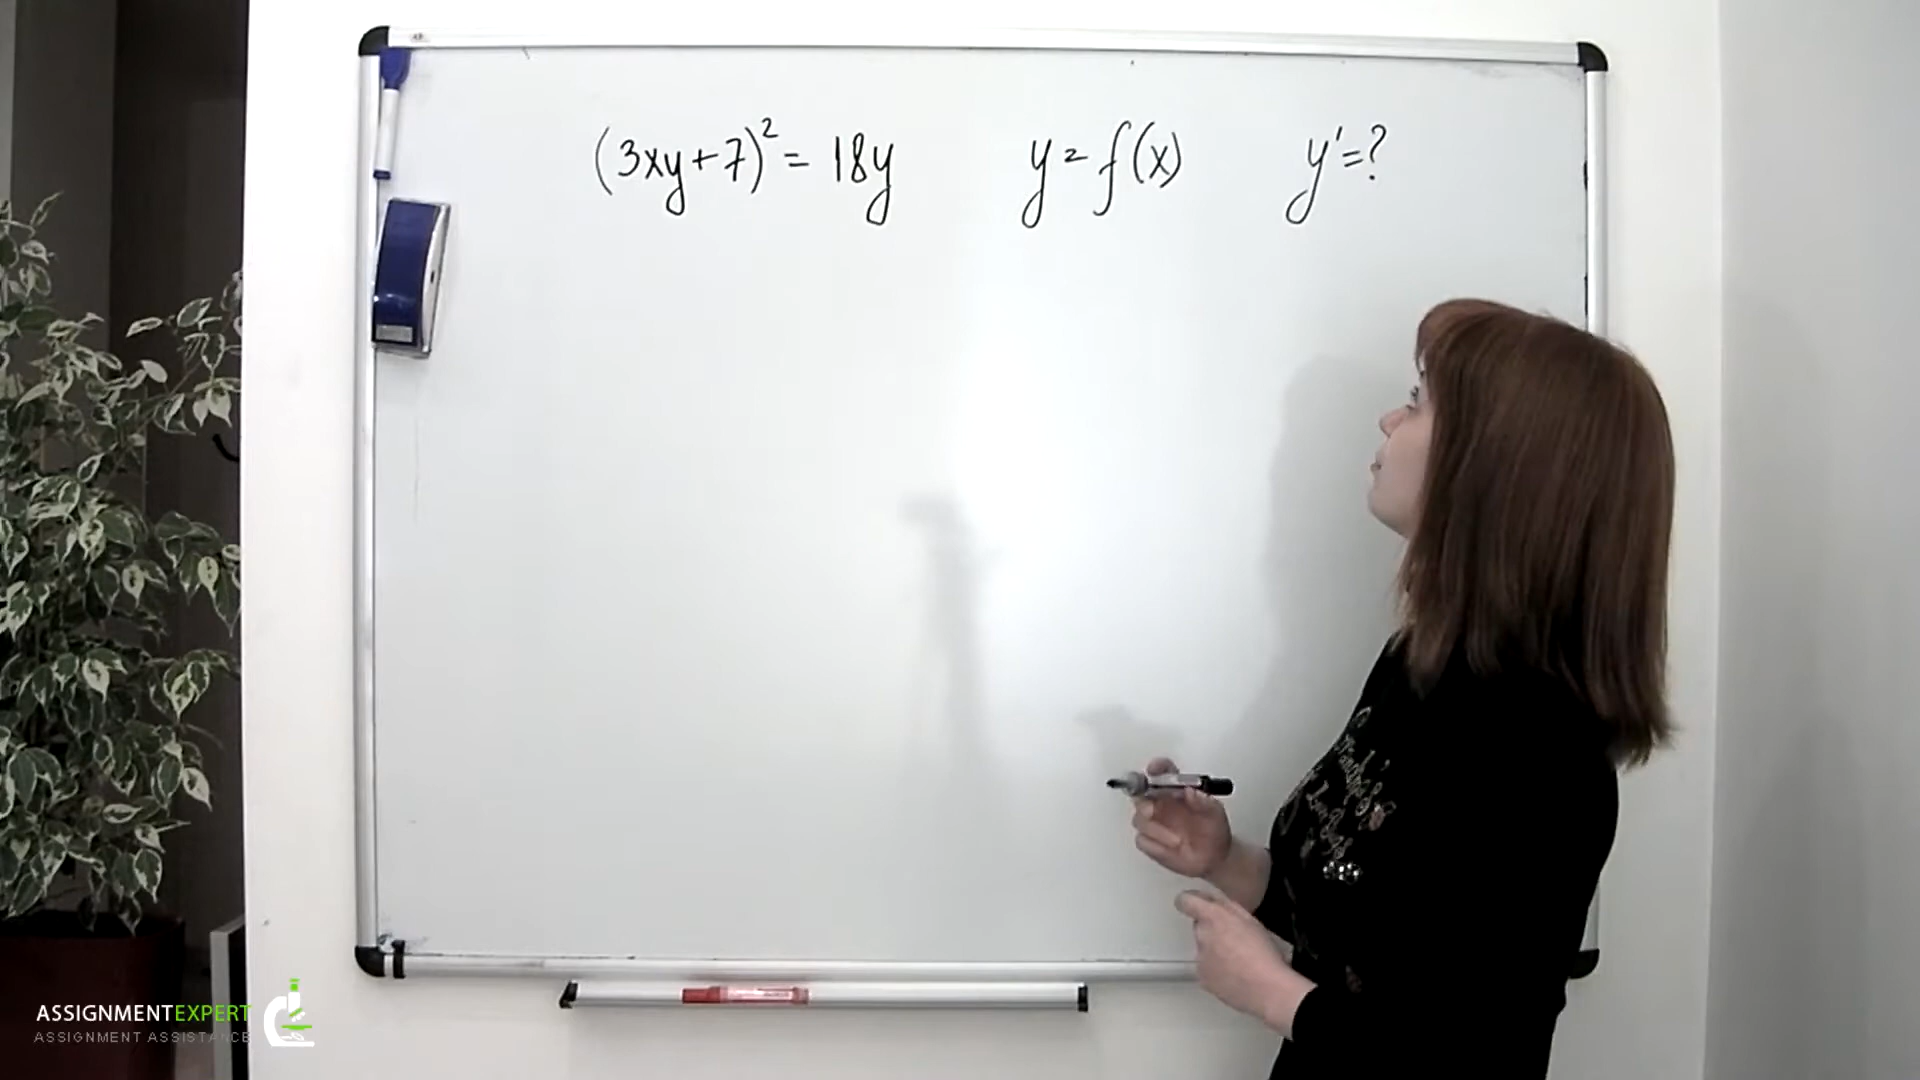 (3xy+7)²= 18y y = f(x) y'=?
ASSIGNMENTEXPERT
ASSIGNMENT ASSISTANCE